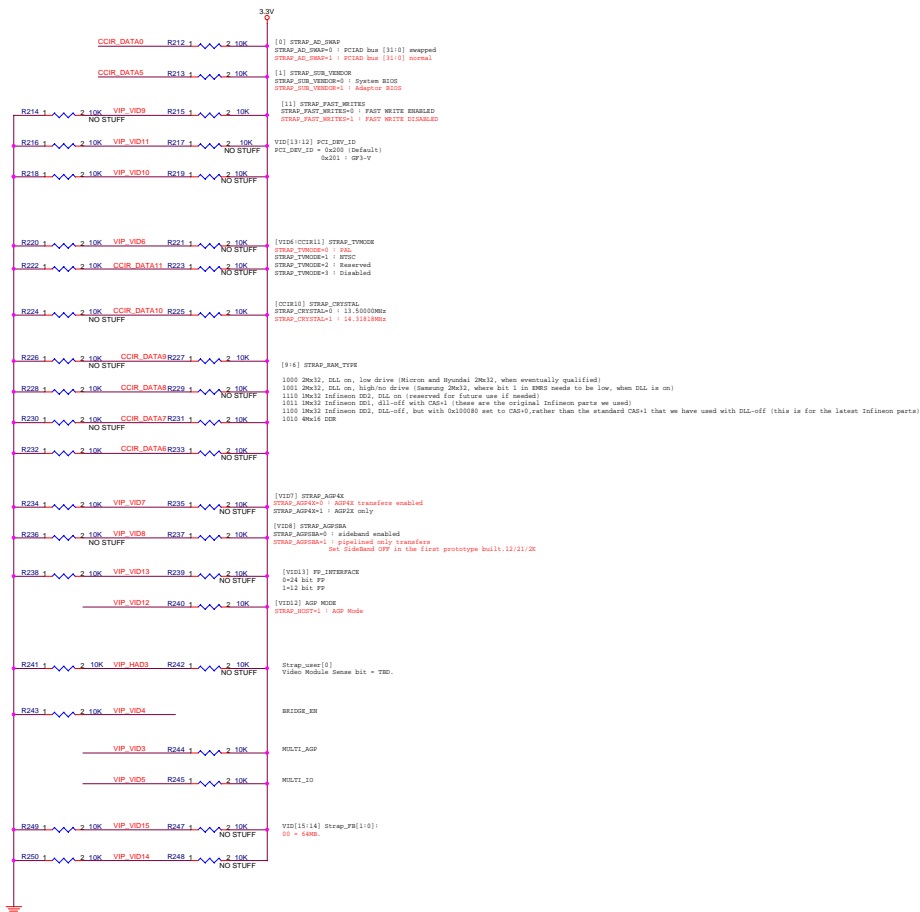 3.3V
CCIR_DATA0 R212 1 2 10K
[0] STRAP_AD_SWAP
STRAP_AD_SWAP=0 : PCIAD bus [31:0] swapped
STRAP_AD_SWAP=1 : PCIAD bus [31:0] normal
CCIR_DATA5 R213 1 2 10K
[1] STRAP_SUB_VENDOR
STRAP_SUB_VENDOR=0 : System BIOS
STRAP_SUB_VENDOR=1 : Adaptor BIOS
R214 1 2 10K VIP_VID9 R215 1 2 10K
NO STUFF
[11] STRAP_FAST_WRITES
STRAP_FAST_WRITES=0 : FAST WRITE ENABLED
STRAP_FAST_WRITES=1 : FAST WRITE DISABLED
R216 1 2 10K VIP_VID11 R217 1 2 10K
NO STUFF
VID[13:12] PCI_DEV_ID
PCI_DEV_ID = 0x200 (Default)
0x201 : GF3-V
R218 1 2 10K VIP_VID10 R219 1 2 10K
NO STUFF
R220 1 2 10K VIP_VID6 R221 1 2 10K
NO STUFF
[VID6:CCIR11] STRAP_TVMODE
STRAP_TVMODE=0 : PAL
STRAP_TVMODE=1 : NTSC
STRAP_TVMODE=2 : Reserved
STRAP_TVMODE=3 : Disabled
R222 1 2 10K CCIR_DATA11 R223 1 2 10K
NO STUFF
R224 1 2 10K CCIR_DATA10 R225 1 2 10K
NO STUFF
[CCIR10] STRAP_CRYSTAL
STRAP_CRYSTAL=0 : 13.50000MHz
STRAP_CRYSTAL=1 : 14.31818MHz
R226 1 2 10K CCIR_DATA9 R227 1 2 10K
NO STUFF
[9:6] STRAP_RAM_TYPE
1000 2Mx32, DLL on, low drive (Micron and Hyundai 2Mx32, when eventually qualified)
1001 2Mx32, DLL on, high/no drive (Samsung 2Mx32, where bit 1 in EMRS needs to be low, when DLL is on)
1110 1Mx32 Infineon DD2, DLL on (reserved for future use if needed)
1011 1Mx32 Infineon DD1, dll-off with CAS+1 (these are the original Infineon parts we used)
1100 1Mx32 Infineon DD2, DLL-off, but with 0x100080 set to CAS+0,rather than the standard CAS+1 that we have used with DLL-off (this is for the latest Infineon parts)
1010 4Mx16 DDR
R228 1 2 10K CCIR_DATA8 R229 1 2 10K
NO STUFF
R230 1 2 10K CCIR_DATA7 R231 1 2 10K
NO STUFF
R232 1 2 10K CCIR_DATA6 R233 1 2 10K
NO STUFF
R234 1 2 10K VIP_VID7 R235 1 2 10K
NO STUFF
[VID7] STRAP_AGP4X
STRAP_AGP4X=0 : AGP4X transfers enabled
STRAP_AGP4X=1 : AGP2X only
R236 1 2 10K VIP_VID8 R237 1 2 10K
NO STUFF
[VID8] STRAP_AGPSBA
STRAP_AGPSBA=0 : sideband enabled
STRAP_AGPSBA=1 : pipelined only transfers
Set SideBand OFF in the first prototype built.12/21/2K
R238 1 2 10K VIP_VID13 R239 1 2 10K
NO STUFF
[VID13] FP_INTERFACE
0=24 bit FP
1=12 bit FP
VIP_VID12 R240 1 2 10K
[VID12] AGP MODE
STRAP_HOST=1 : AGP Mode
R241 1 2 10K VIP_HAD3 R242 1 2 10K
NO STUFF
Strap_user[0]
Video Module Sense bit = TBD.
R243 1 2 10K VIP_VID4
BRIDGE_EN
VIP_VID3 R244 1 2 10K
MULTI_AGP
VIP_VID5 R245 1 2 10K
MULTI_IO
R249 1 2 10K VIP_VID15 R247 1 2 10K
NO STUFF
VID[15:14] Strap_FB[1:0]:
00 = 64MB.
R250 1 2 10K VIP_VID14 R248 1 2 10K
NO STUFF